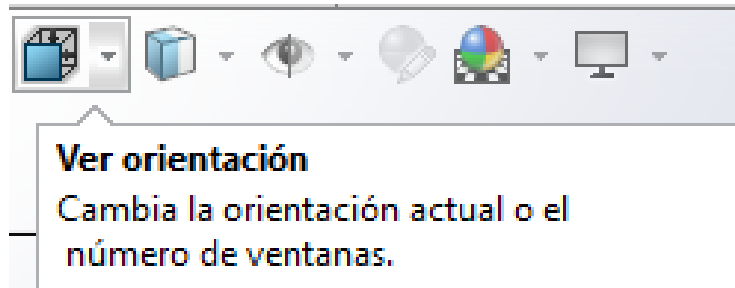 Ver orientación
Cambia la orientación actual o el
número de ventanas.